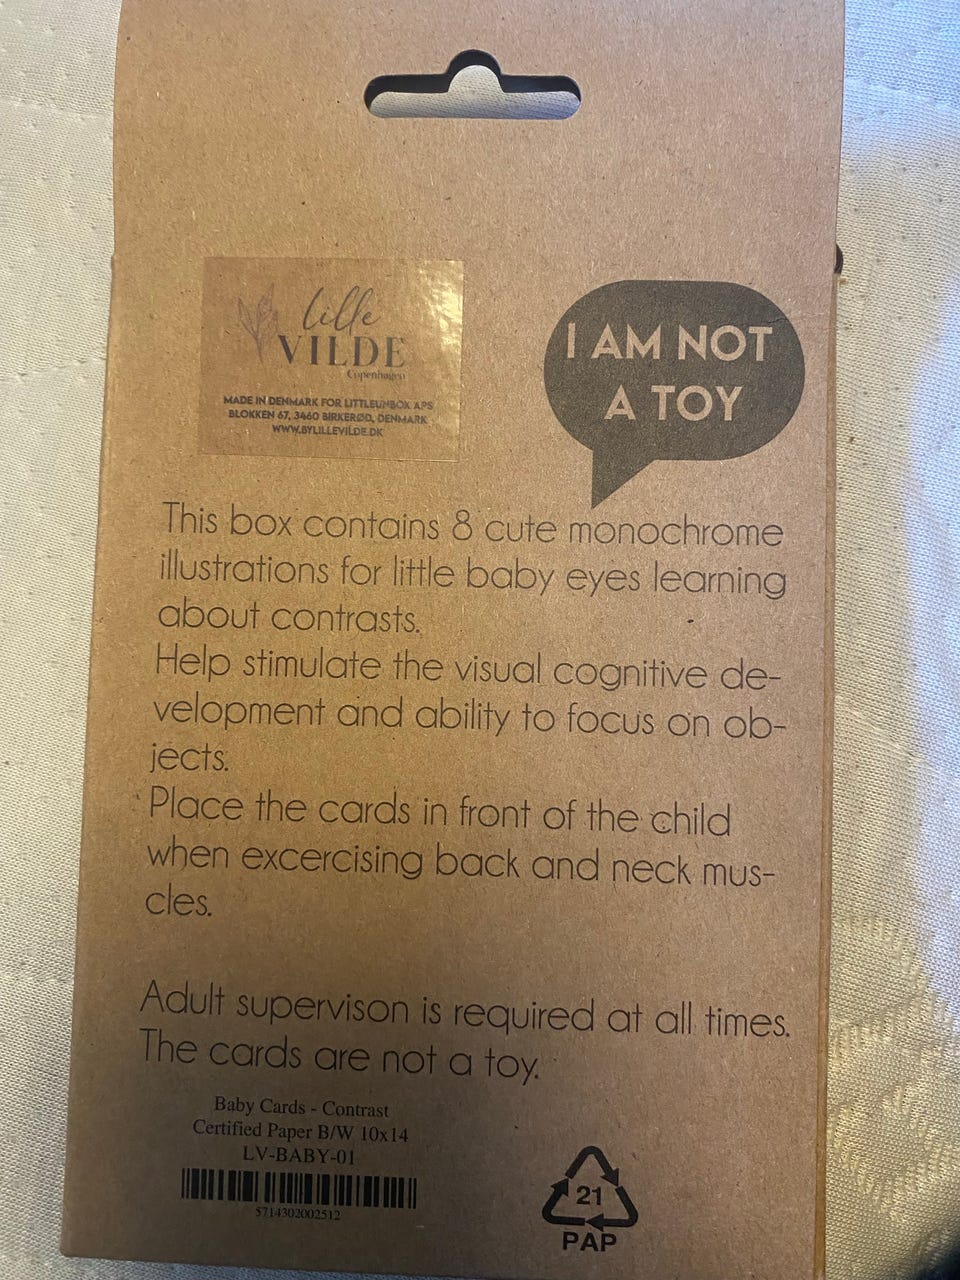 lille
VILDE
Copenhagen
MADE IN DENMARK FOR LITTLEUNBOX APS
BLOKKEN 67, 3460 BIRKERØD, DENMARK
WWW.BYLILLEVILDE.DK
I AM NOT
A TOY
This box contains 8 cute monochrome
illustrations for little baby eyes learning
about contrasts.
Help stimulate the visual cognitive de-
velopment and ability to focus on ob-
jects.
Place the cards in front of the child
when excercising back and neck mus-
cles.
Adult supervison is required at all times.
The cards are not a toy.
Baby Cards - Contrast
Certified Paper B/W 10x14
LV-BABY-01
5714302002512
21
PAP